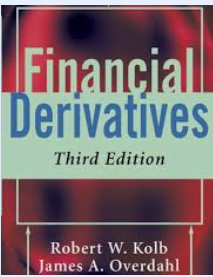 Financial
Derivatives
Third Edition
Robert W. Kolb
James A. Overdahl